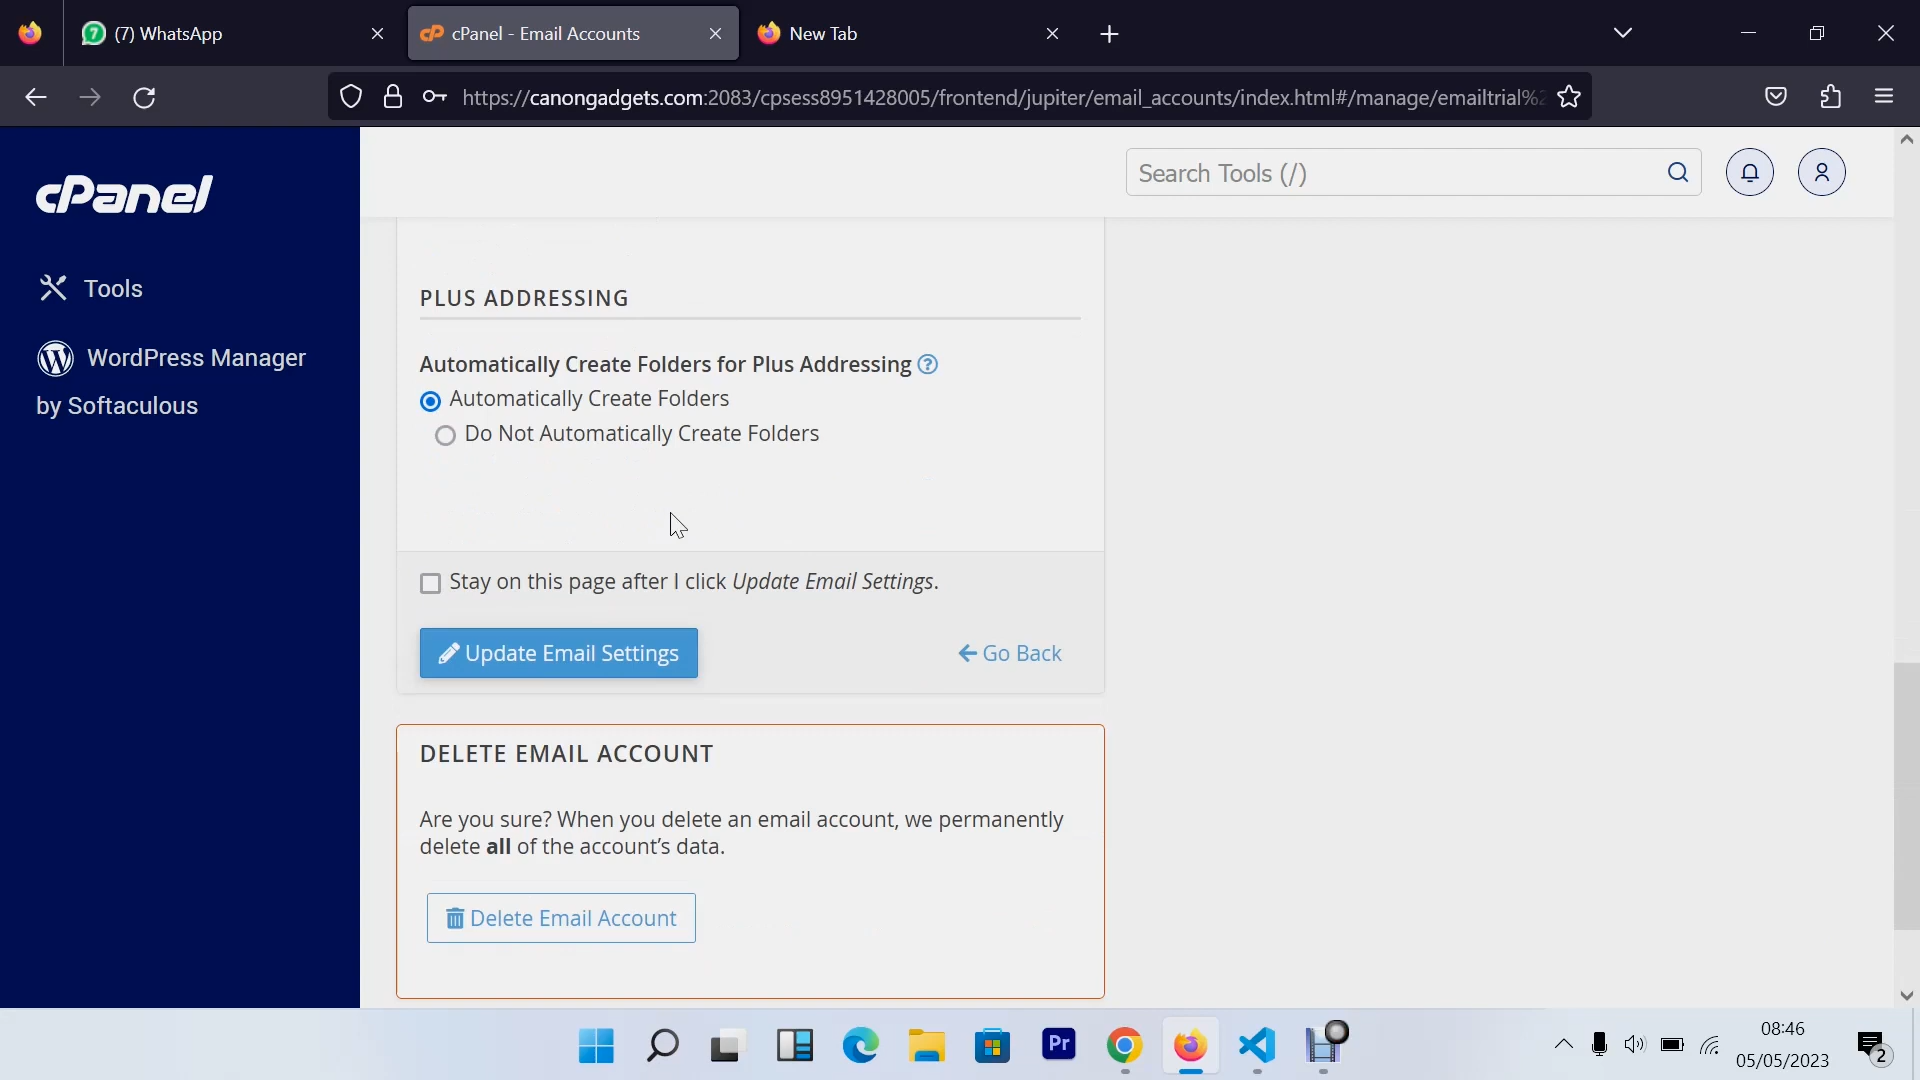 (7) WhatsApp
cPanel - Email Accounts
New Tab
https://canongadgets.com:2083/cpsess8951428005/frontend/jupiter/email_accounts/index.html#/manage/emailtrial%2
cPanel
Search Tools (/)
Tools
WordPress Manager
by Softaculous
PLUS ADDRESSING
Automatically Create Folders for Plus Addressing
Automatically Create Folders
Do Not Automatically Create Folders
Stay on this page after I click Update Email Settings.
Update Email Settings
Go Back
DELETE EMAIL ACCOUNT
Are you sure? When you delete an email account, we permanently
delete all of the account's data.
Delete Email Account
Pr
08:46
05/05/2023
2